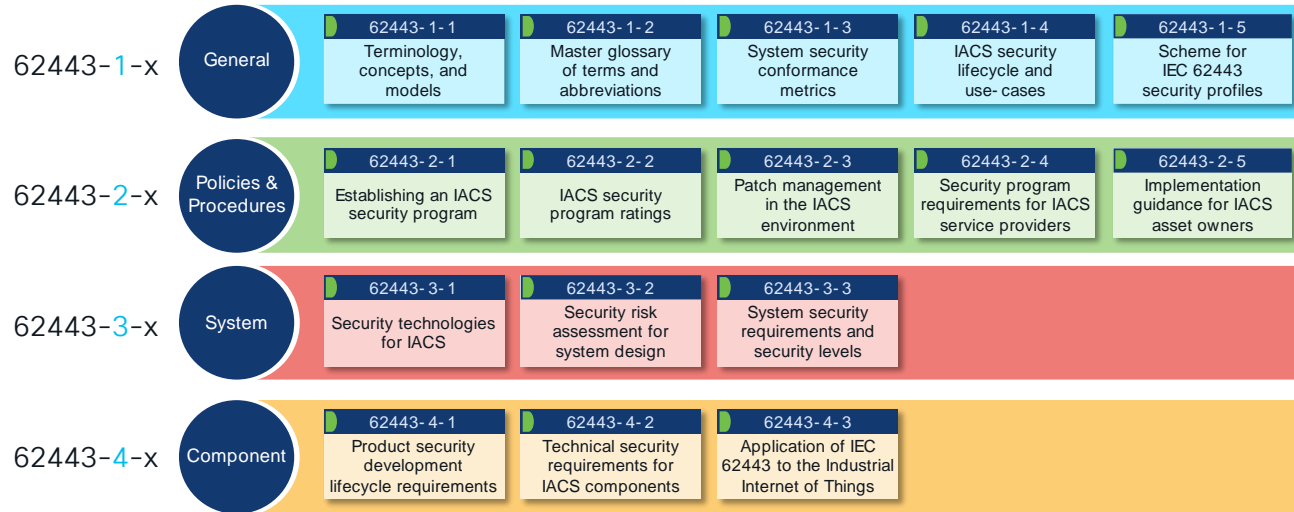 62443-1-x
General
62443-1-1
Terminology,
concepts, and
models
62443-1-2
Master glossary
of terms and
abbreviations
62443-1-3
System security
conformance
metrics
62443-1-4
IACS security
lifecycle and
use- cases
62443-1-5
Scheme for
IEC 62443
security profiles
62443-2-x
Policies &
Procedures
62443-2-1
Establishing an IACS
security program
62443-2-2
IACS security
program ratings
62443-2-3
Patch management
in the IACS
environment
62443-2-4
Security program
requirements for IACS
service providers
62443-2-5
Implementation
guidance for IACS
asset owners
62443-3-x
System
62443-3-1
Security technologies
for IACS
62443-3-2
Security risk
assessment for
system design
62443-3-3
System security
requirements and
security levels
62443-4-x
Component
62443-4-1
Product security
development
lifecycle requirements
62443-4-2
Technical security
requirements for
IACS components
62443-4-3
Application of IEC
62443 to the Industrial
Internet of Things